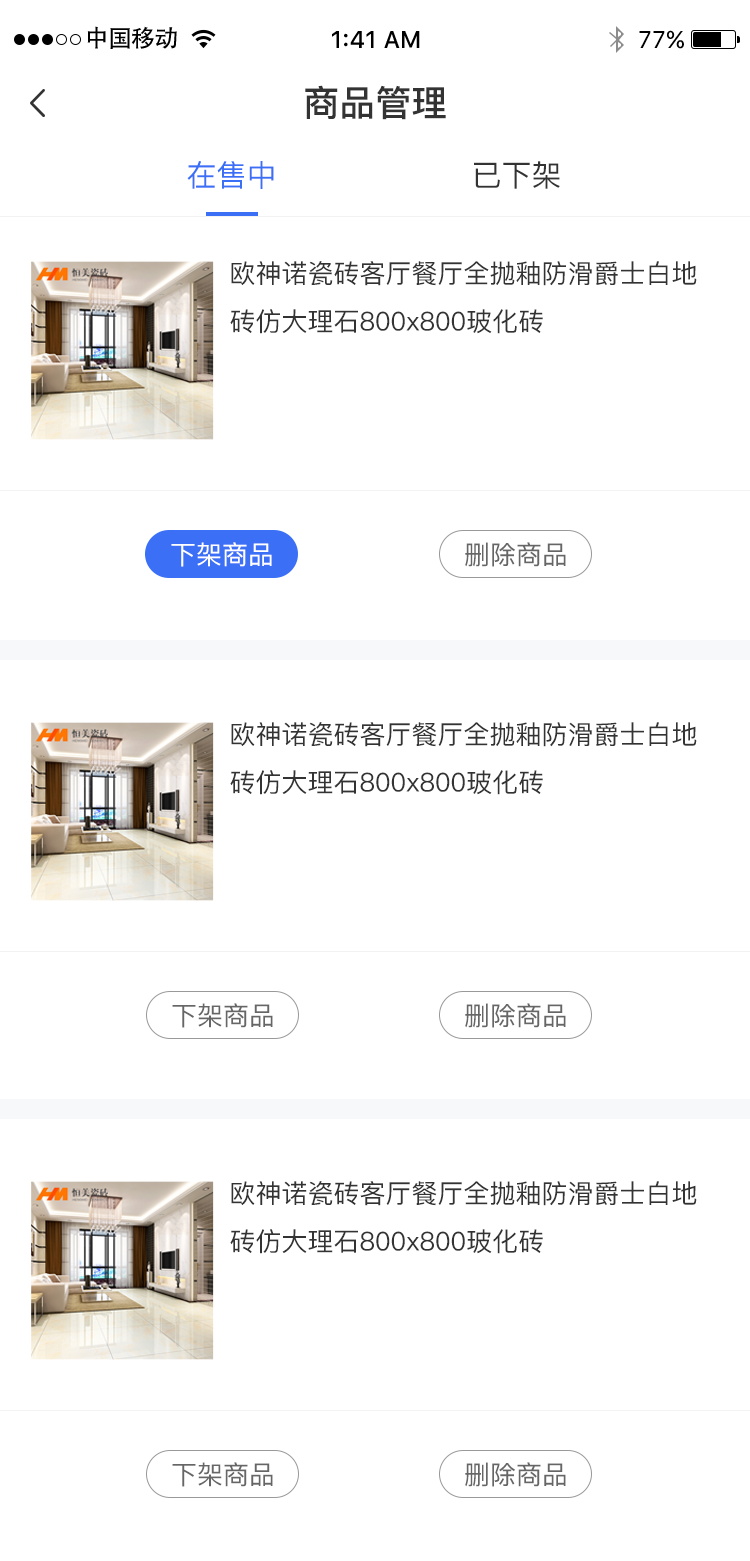 中国移动
1:41 AM
77%
商品管理
在售中
已下架
HM 恒美瓷砖
欧神诺瓷砖客厅餐厅全抛釉防滑爵士白地
砖仿大理石800x800玻化砖
下架商品
删除商品
HM 恒美瓷砖
欧神诺瓷砖客厅餐厅全抛釉防滑爵士白地
砖仿大理石800x800玻化砖
下架商品
删除商品
HM 恒美瓷砖
欧神诺瓷砖客厅餐厅全抛釉防滑爵士白地
砖仿大理石800x800玻化砖
下架商品
删除商品